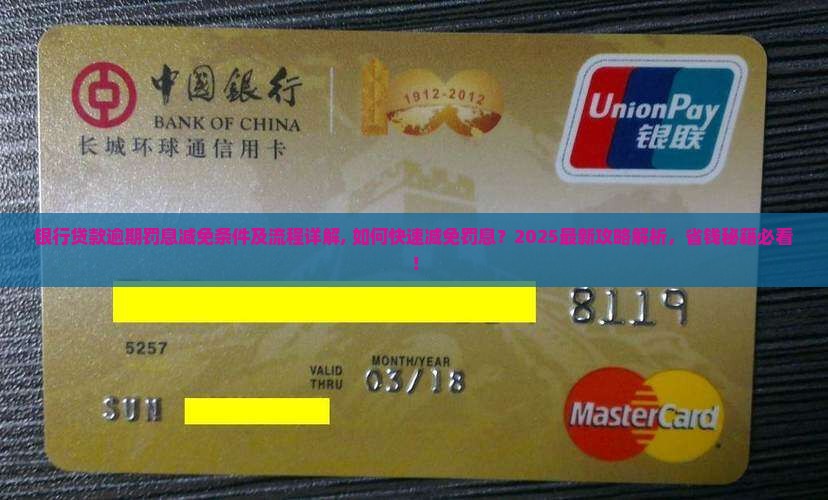 中国銀行
BANK OF CHINA
长城环球通信用卡
1912-2012
UnionPay
银联
银行贷款逾期罚息减免条件及流程详解,如何快速减免罚息？2025最新攻略解析，省钱秘籍必看
！
8119
5257
VALID
THRU
MONTH/YEAR
03/18
SUN
MasterCard